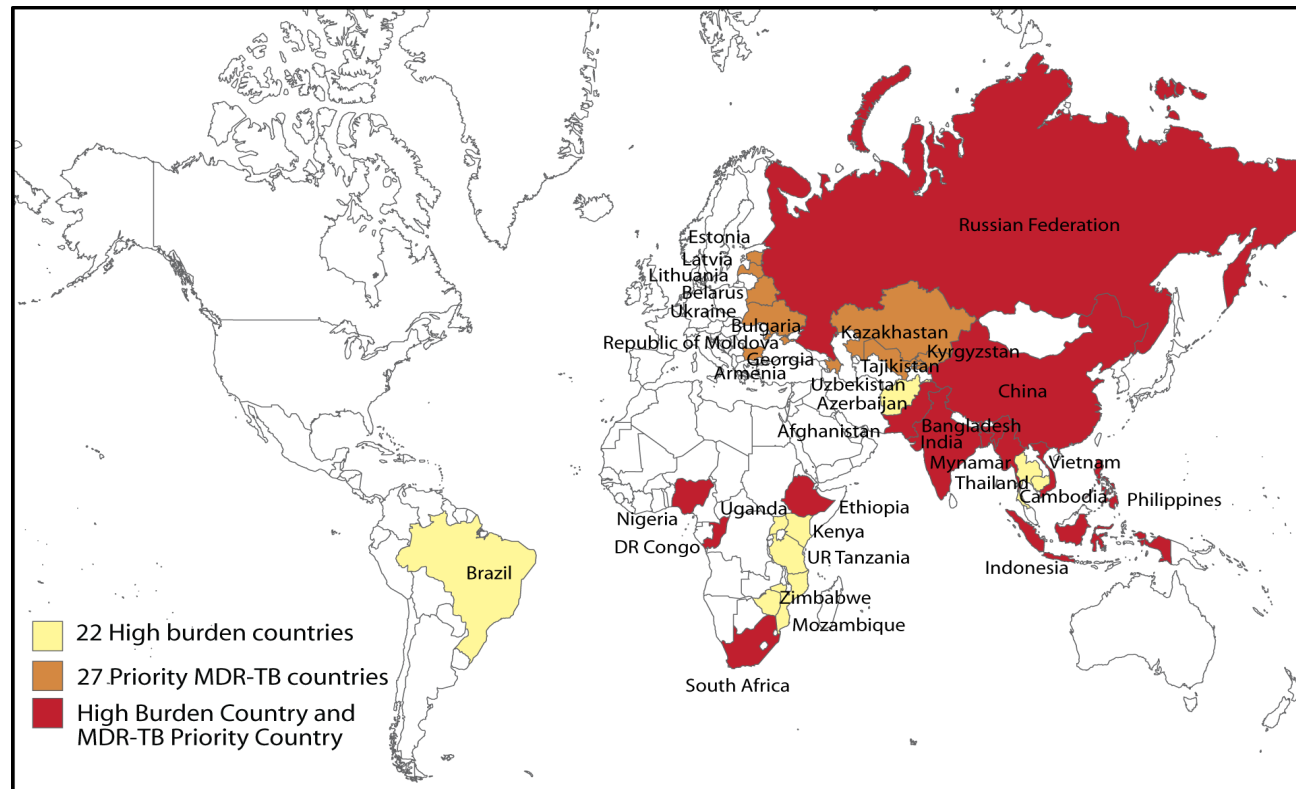 Russian Federation
Estonia
Latvia
Lithuania
Belarus
Ukraine
Bulgaria
Kazakhastan
Republic of Moldova
Georgia
Kyrgyzstan
Armenia
Tajikistan
Uzbekistan
China
Azerbaijan
Afghanistan
Bangladesh
India
Mynamar
Vietnam
Thailand
Cambodia
Philippines
Nigeria
Uganda
Ethiopia
Kenya
DR Congo
UR Tanzania
Indonesia
Brazil
Zimbabwe
Mozambique
South Africa
22 High burden countries
27 Priority MDR-TB countries
High Burden Country and
MDR-TB Priority Country